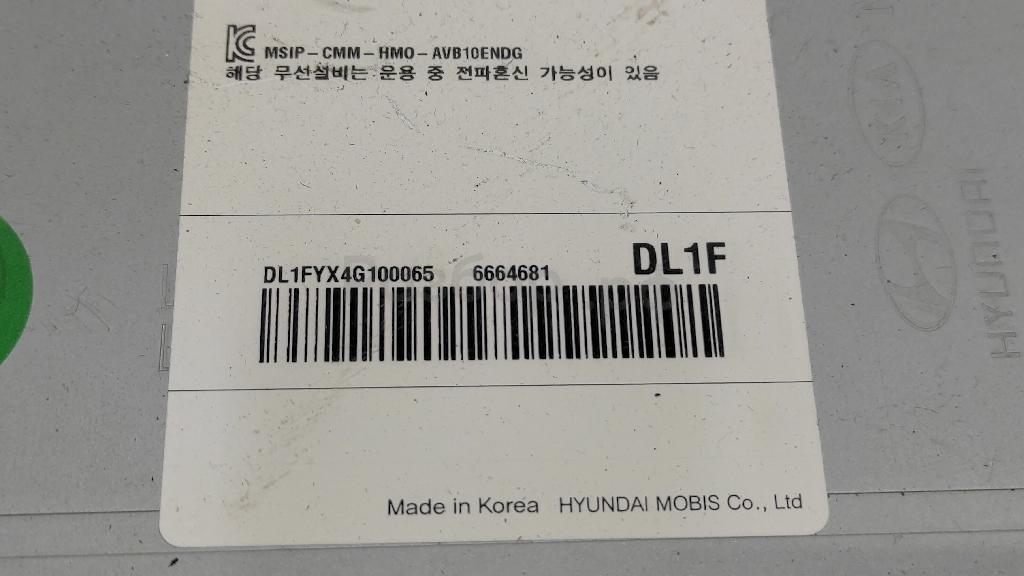 MSIP-CMM-HMO-AVB10ENDG
해당 무선설비는 운용 중 전파혼신 가능성이 있음
DL1FYX4G100065 6664681 DL1F
Made in Korea HYUNDAI MOBIS Co., Ltd
KIA
HYUNDAI